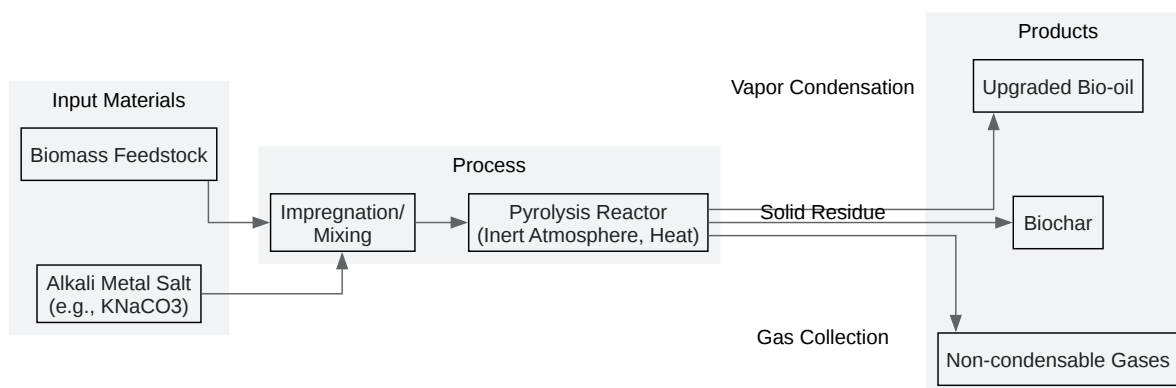 Input Materials
Biomass Feedstock
Alkali Metal Salt
(e.g., KNaCO3)
Process
Impregnation/
Mixing
Pyrolysis Reactor
(Inert Atmosphere, Heat)
Vapor Condensation
Solid Residue
Gas Collection
Products
Upgraded Bio-oil
Biochar
Non-condensable Gases